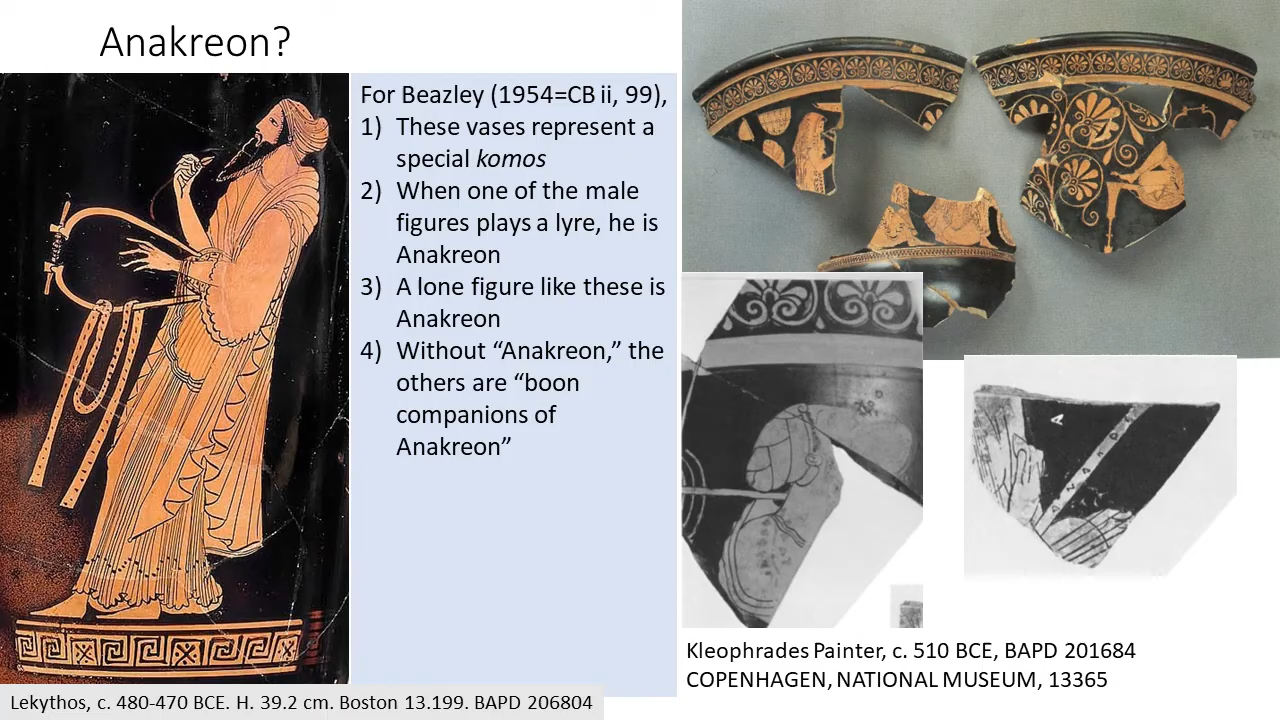 Anakreon?
For Beazley (1954=CB ii, 99),
1) These vases represent a
special komos
2) When one of the male
figures plays a lyre, he is
Anakreon
3) A lone figure like these is
Anakreon
4) Without “Anakreon,” the
others are “boon
companions of
Anakreon”
Kleophrades Painter, c. 510 BCE, BAPD 201684
COPENHAGEN, NATIONAL MUSEUM, 13365
Lekythos, c. 480-470 BCE. H. 39.2 cm. Boston 13.199. BAPD 206804